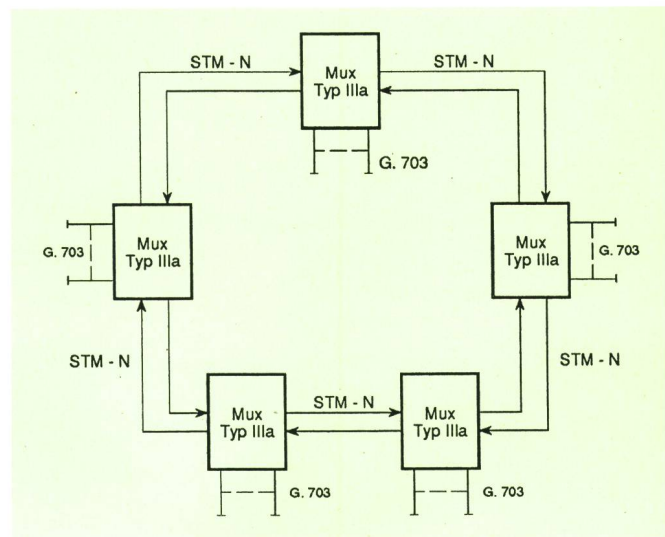 STM - N
Mux
Typ IIIa
STM - N
G. 703
G. 703
Mux
Typ IIIa
Mux
Typ IIIa
G. 703
STM - N
Mux
Typ IIIa
STM - N
Mux
Typ IIIa
STM - N
G. 703
G. 703